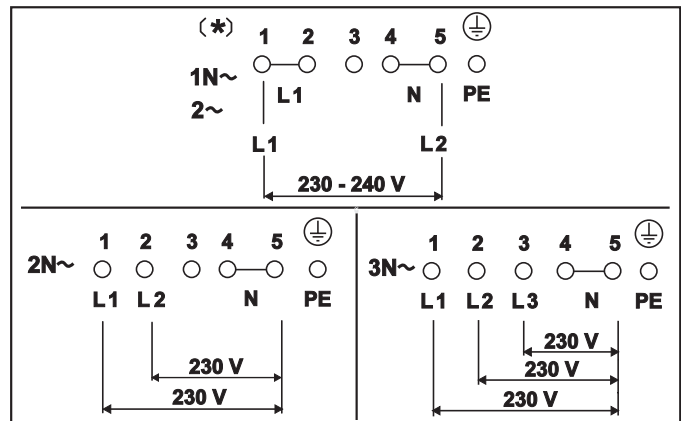 (*) 1 2 3 4 5
1N~
L1 N PE
2~
L1 L2
230 - 240 V
1 2 3 4 5
2N~
L1 L2 N PE
230 V
230 V
1 2 3 4 5
3N~
L1 L2 L3 N PE
230 V
230 V
230 V